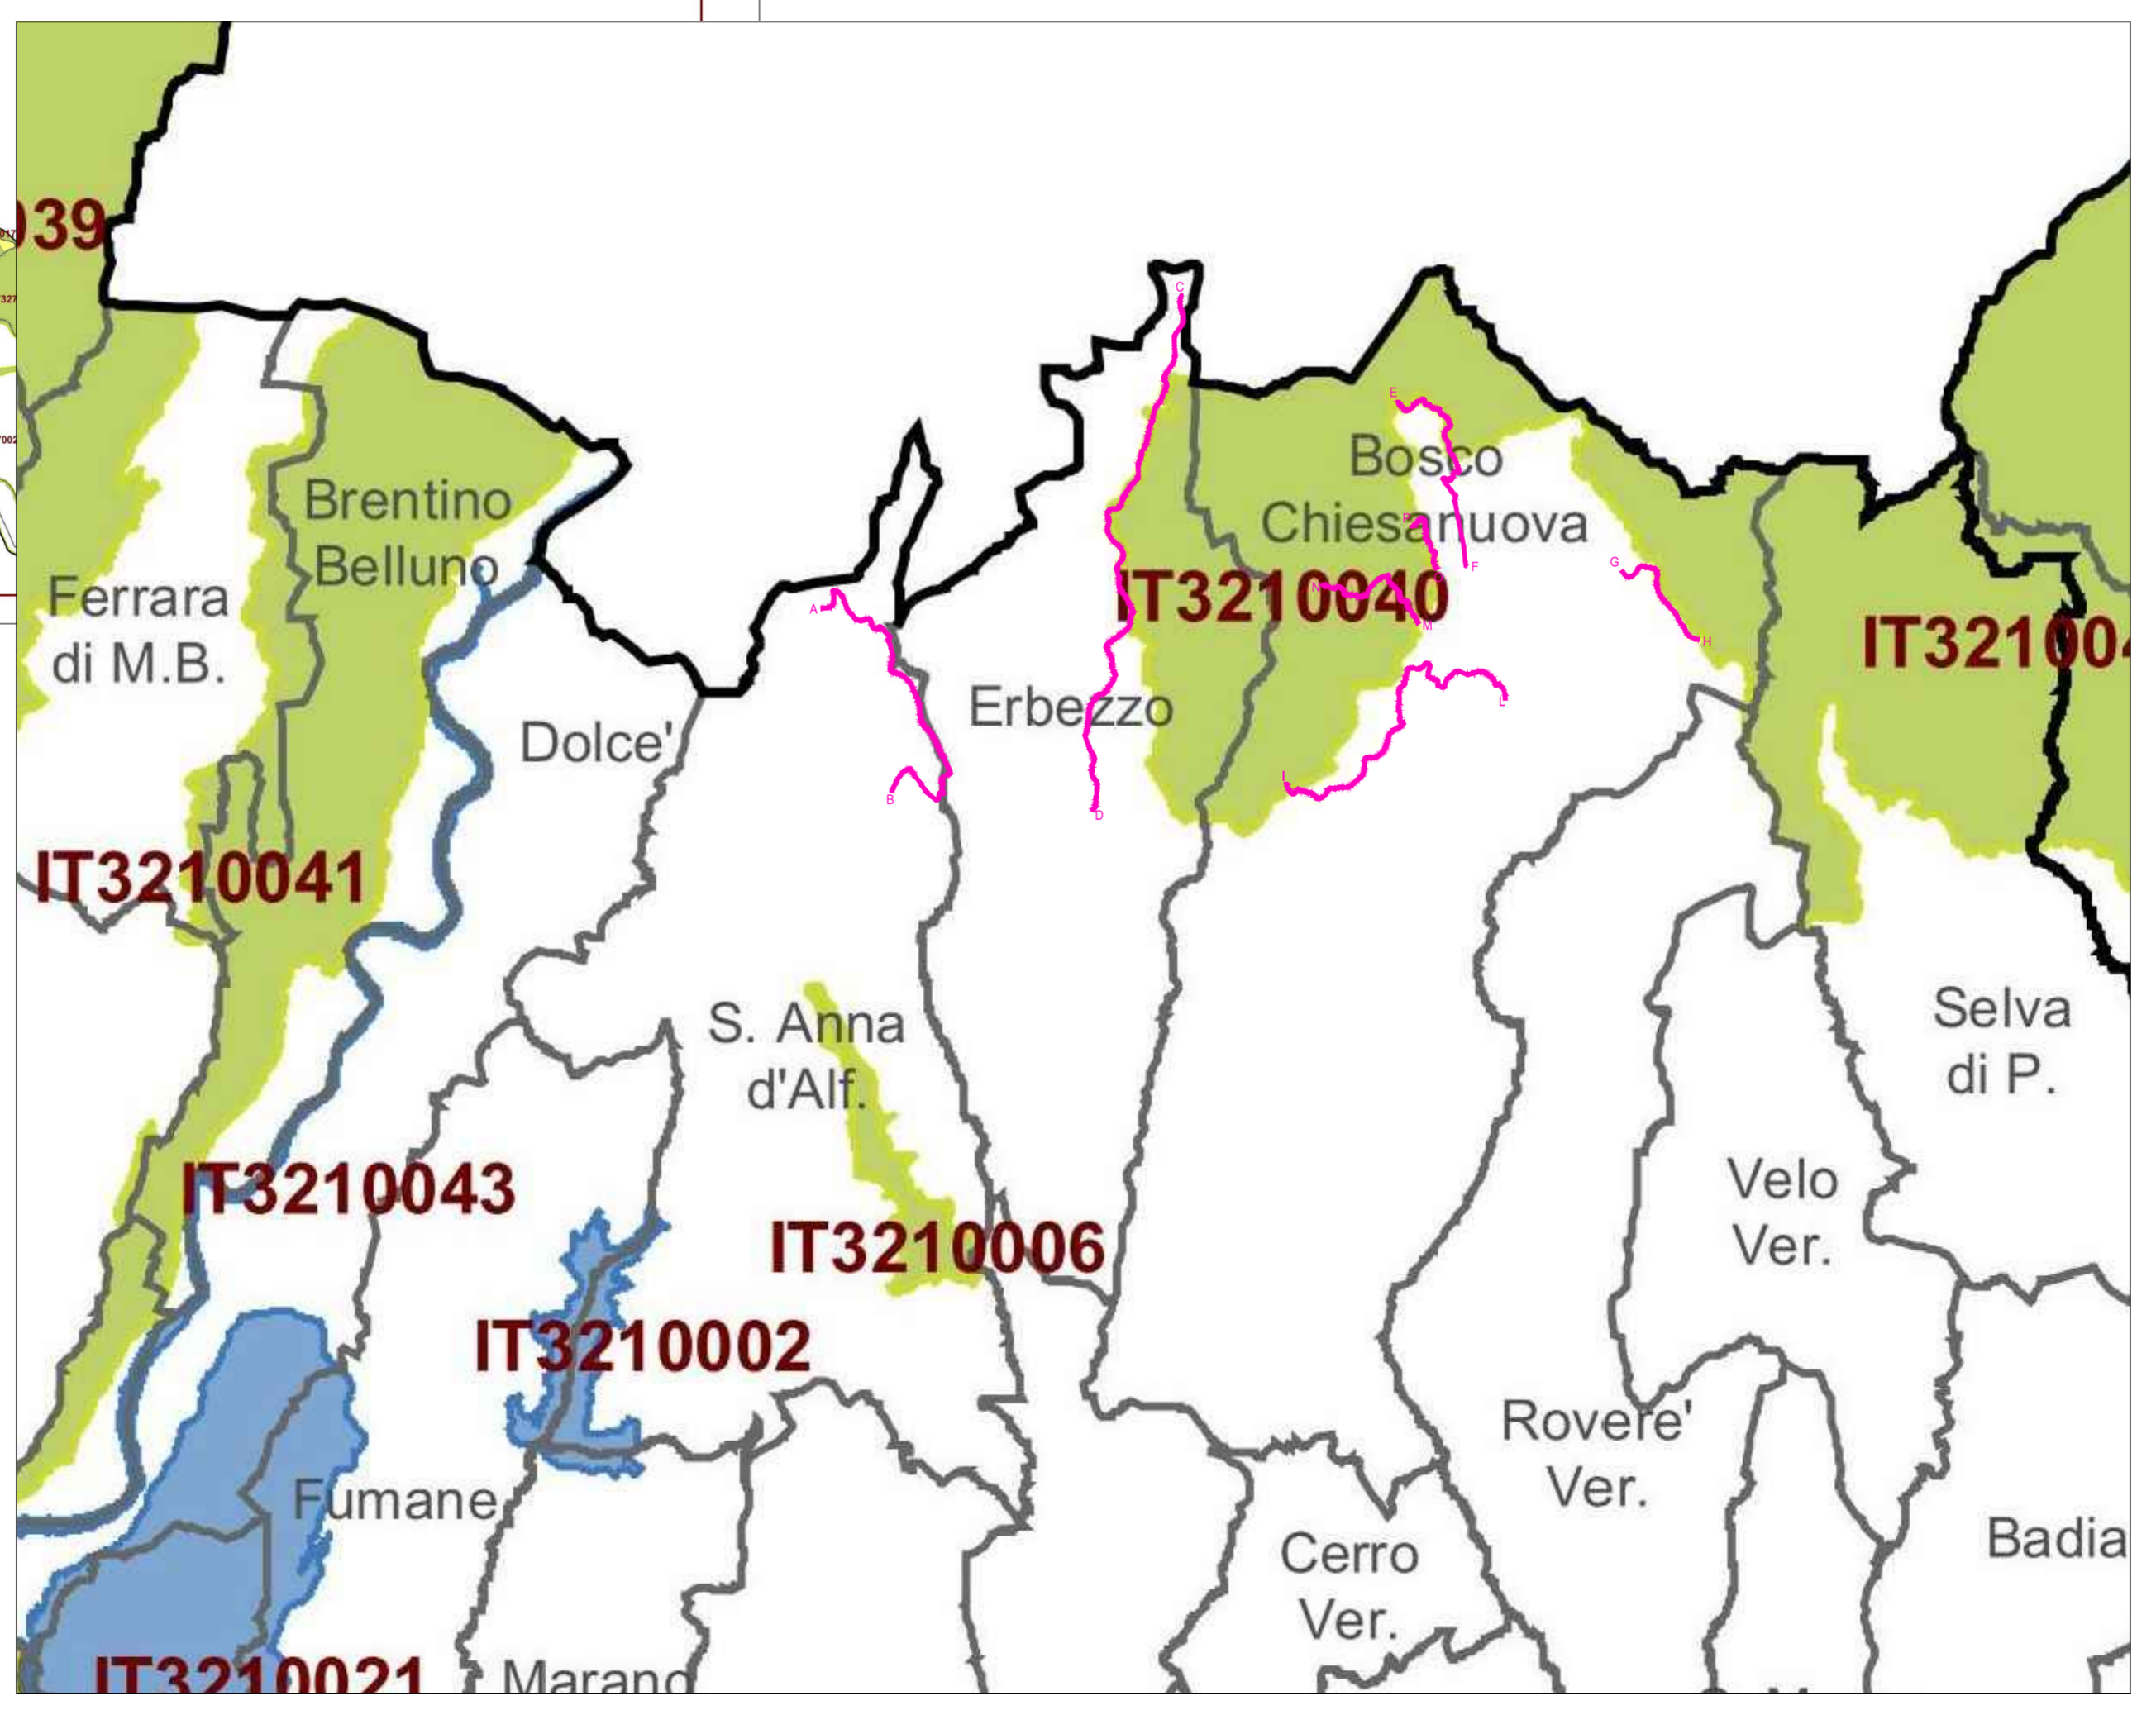 039
C
E
Bosco
Brentino
Chiesanuova
P
F
Belluno
G
Ferrara
IT3210040
N
A
M
H
di M.B.
IT321004
Erbezzo
L
Dolce'
I
B
D
IT3210041
S. Anna
Selva
d'Alf.
di P.
IT3210043
Velo
IT3210006
Ver.
IT3210002
Rovere'
Fumane
Ver.
Cerro
Badia
Ver.
IT3210021
Marano